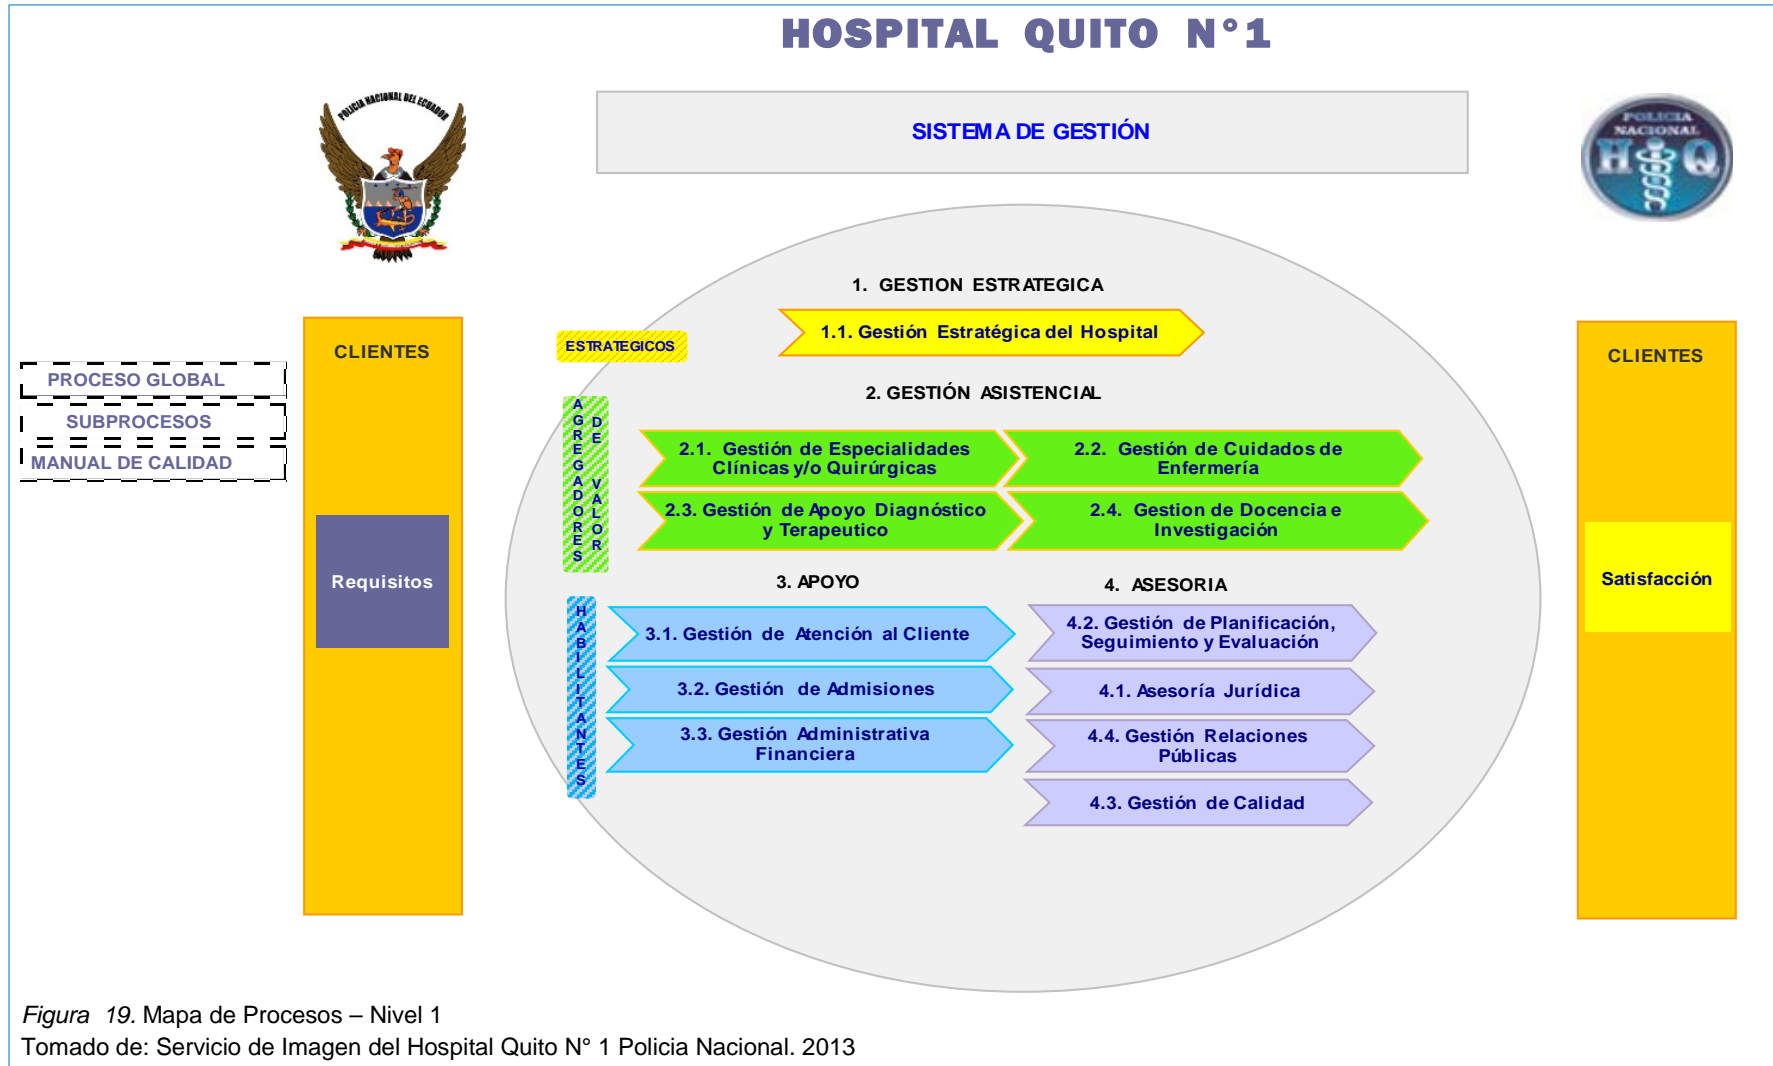 HOSPITAL QUITO N°1
POLICIA NACIONAL DEL ECUADOR
SISTEMA DE GESTIÓN
POLICIA
NACIONAL
H Q
PROCESO GLOBAL
SUBPROCESOS
MANUAL DE CALIDAD
CLIENTES
Requisitos
1. GESTION ESTRATEGICA
ESTRATEGICOS
1.1. Gestión Estratégica del Hospital
2. GESTIÓN ASISTENCIAL
AGREGADORES
DE VALOR
2.1. Gestión de Especialidades
Clínicas y/o Quirúrgicas
2.2. Gestión de Cuidados de
Enfermería
2.3. Gestión de Apoyo Diagnóstico
y Terapeutico
2.4. Gestion de Docencia e
Investigación
HABILITANTES
3. APOYO
3.1. Gestión de Atención al Cliente
3.2. Gestión de Admisiones
3.3. Gestión Administrativa
Financiera
4. ASESORIA
4.2. Gestión de Planificación,
Seguimiento y Evaluación
4.1. Asesoría Jurídica
4.4. Gestión Relaciones
Públicas
4.3. Gestión de Calidad
CLIENTES
Satisfacción
Figura 19. Mapa de Procesos – Nivel 1
Tomado de: Servicio de Imagen del Hospital Quito N° 1 Policia Nacional. 2013